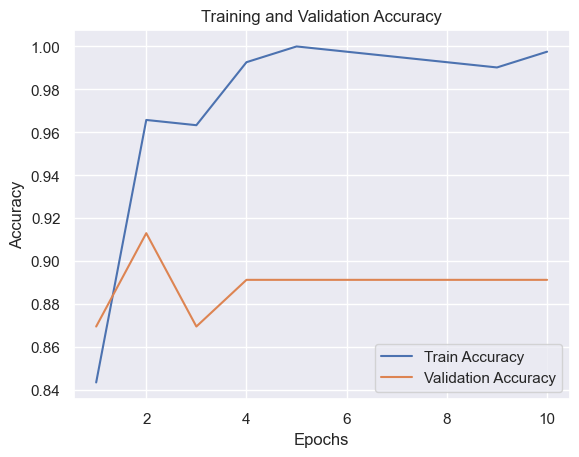 Training and Validation Accuracy
Accuracy
1.00
0.98
0.96
0.94
0.92
0.90
0.88
0.86
0.84
2
4
6
8
10
Epochs
Train Accuracy
Validation Accuracy